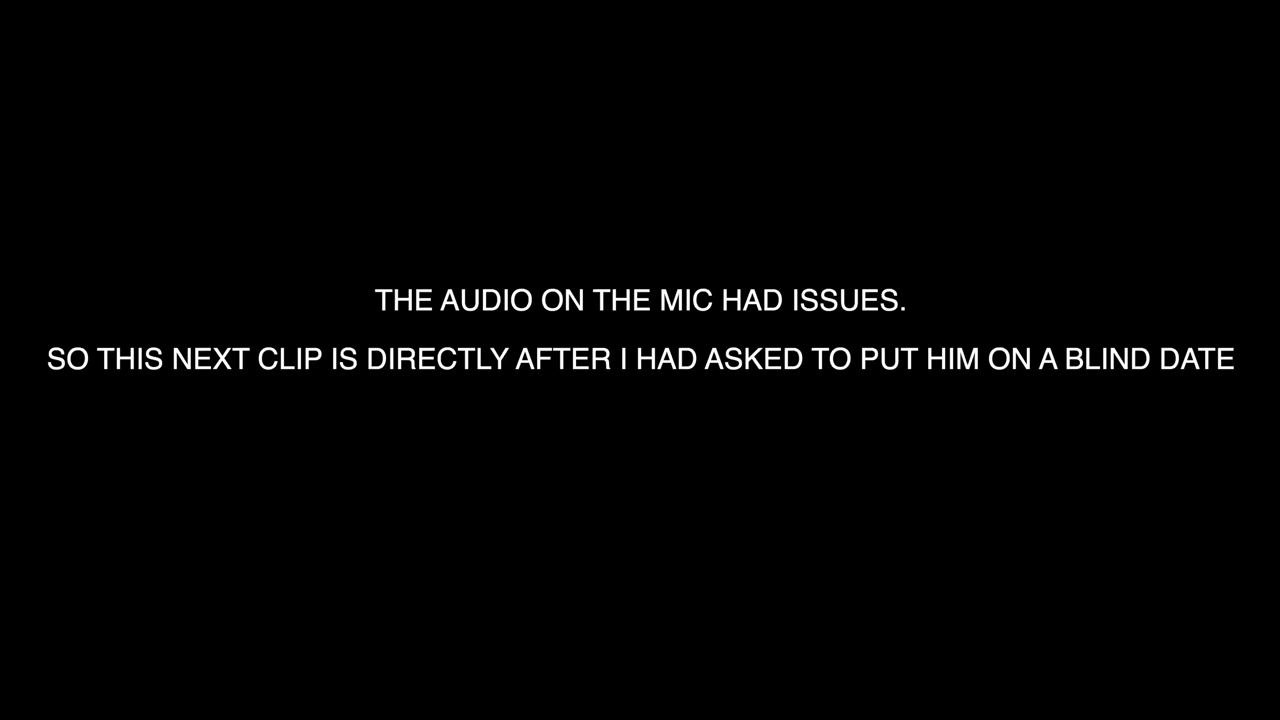 THE AUDIO ON THE MIC HAD ISSUES.
SO THIS NEXT CLIP IS DIRECTLY AFTER I HAD ASKED TO PUT HIM ON A BLIND DATE